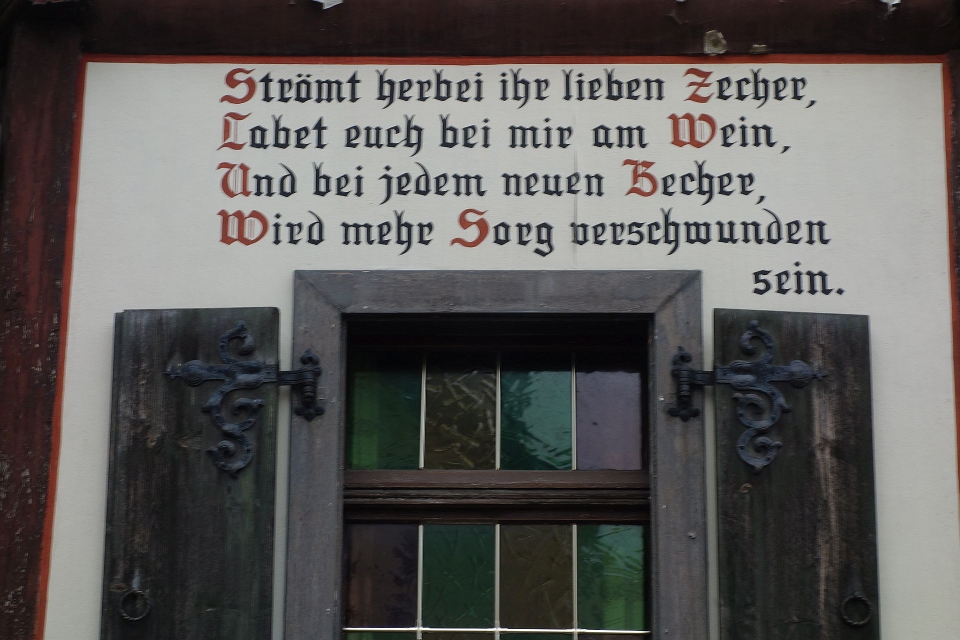 Strömt herbei ihr lieben Zecher,
Labet euch bei mir am Wein,
Und bei jedem neuen Becher,
Wird mehr Sorg verschwunden
sein.